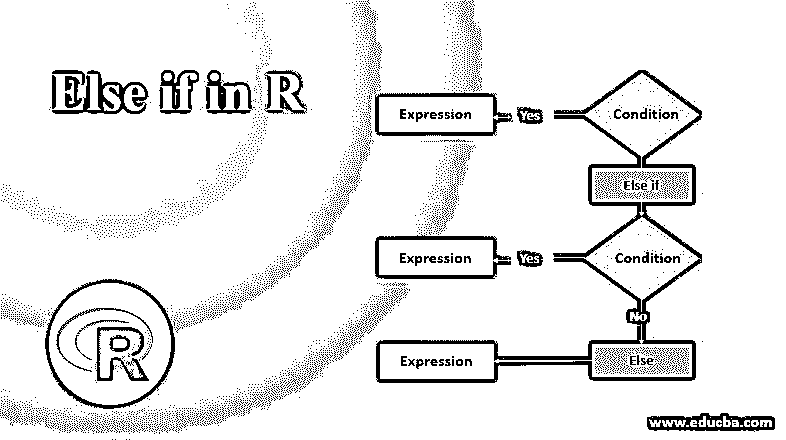 Else if in R
Expression
Yes
Condition
Else if
Expression
Yes
Condition
No
Expression
Else
R
www.educba.com